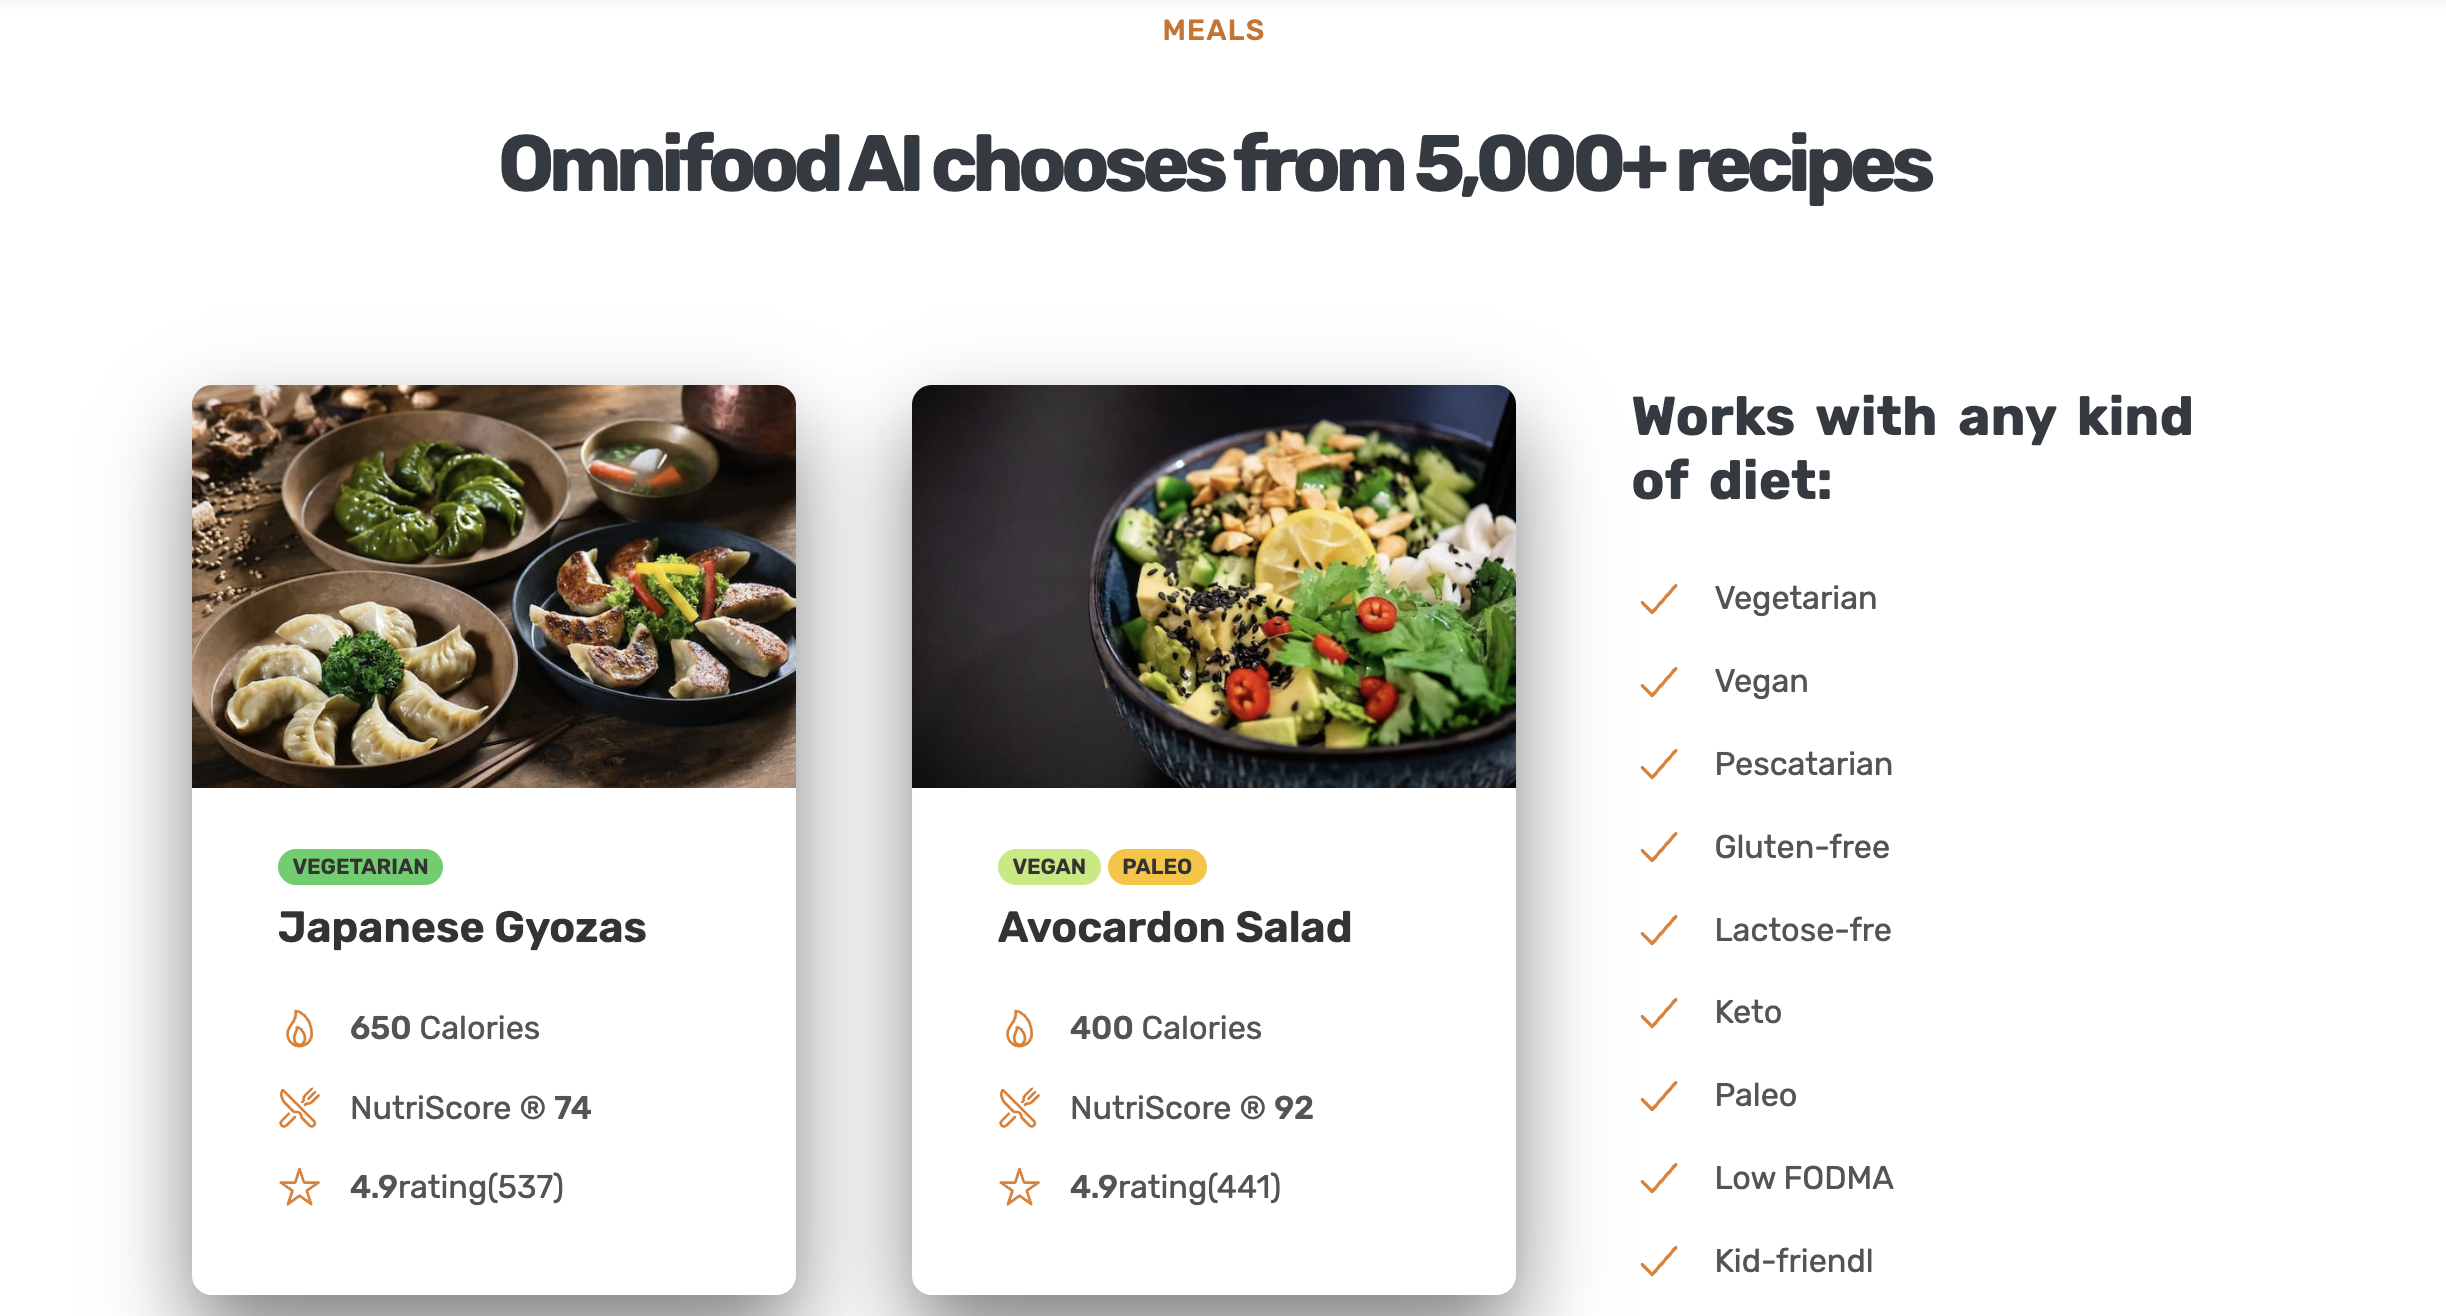 MEALS
Omnifood AI chooses from 5,000+ recipes
VEGETARIAN
Japanese Gyozas
650 Calories
NutriScore ® 74
4.9rating(537)
VEGAN PALEO
Avocardon Salad
400 Calories
NutriScore ® 92
4.9rating(441)
Works with any kind
of diet:
Vegetarian
Vegan
Pescatarian
Gluten-free
Lactose-fre
Keto
Paleo
Low FODMA
Kid-friendl